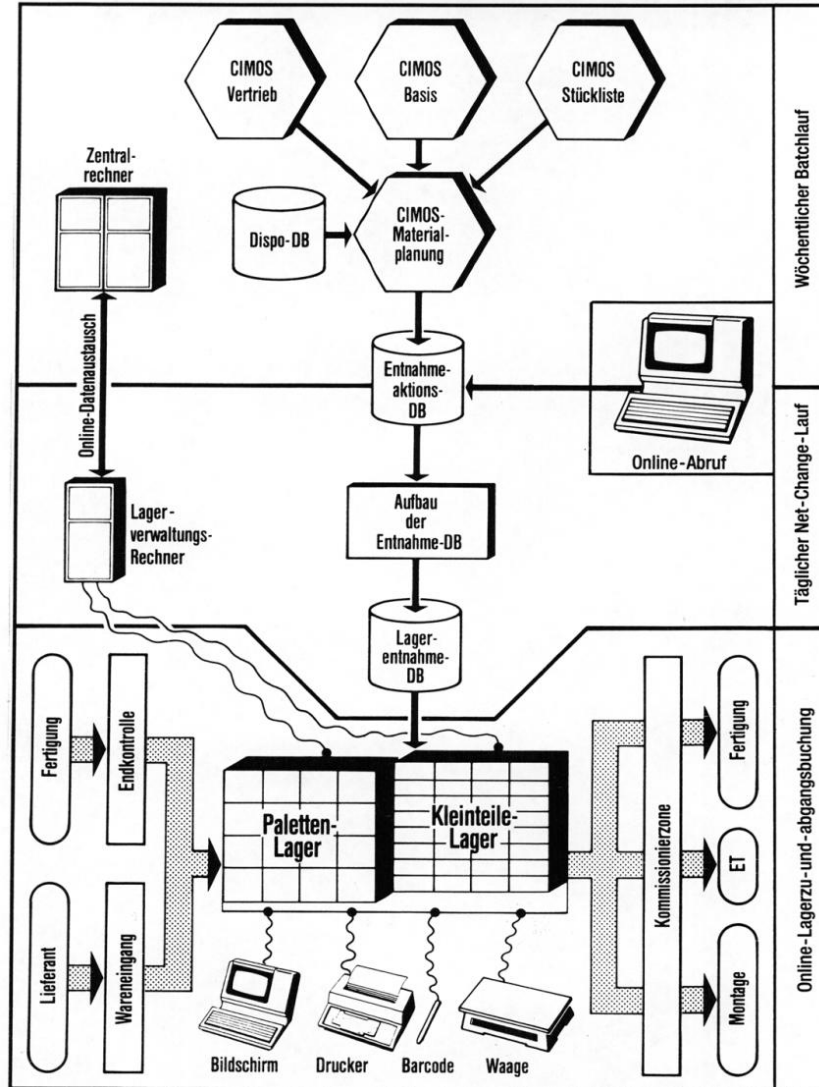 CIMOS
Vertrieb
CIMOS
Basis
CIMOS
Stückliste
Zentral-
rechner
Dispo-DB
CIMOS-
Material-
planung
Wöchentlicher Batchlauf
Online-Datenaustausch
Entnahme-
aktions-
DB
Online-Abruf
Lager-
verwaltungs-
Rechner
Aufbau
der
Entnahme-DB
Täglicher Net-Change-Lauf
Lager-
entnahme-
DB
Fertigung
Endkontrolle
Paletten-
Lager
Kleinteile-
Lager
Kommissionierzone
Fertigung
ET
Montage
Lieferant
Wareneingang
Online-Lagerzu-und-abgangsbuchung
Bildschirm
Drucker
Barcode
Waage